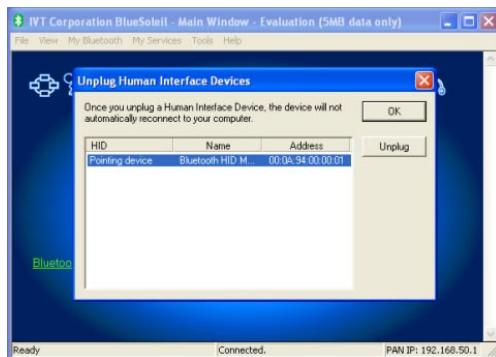 IVT Corporation BlueSoleil - Main Window - Evaluation (5MB data only)
File View My Bluetooth My Services Tools Help
Unplug Human Interface Devices
Once you unplug a Human Interface Device, the device will not
automatically reconnect to your computer.
OK
HID Name Address
Unplug
Pointing device Bluetooth HID M... 00:0A:94:00:00:01
Bluetoo
Ready Connected. PAN IP: 192.168.50.1